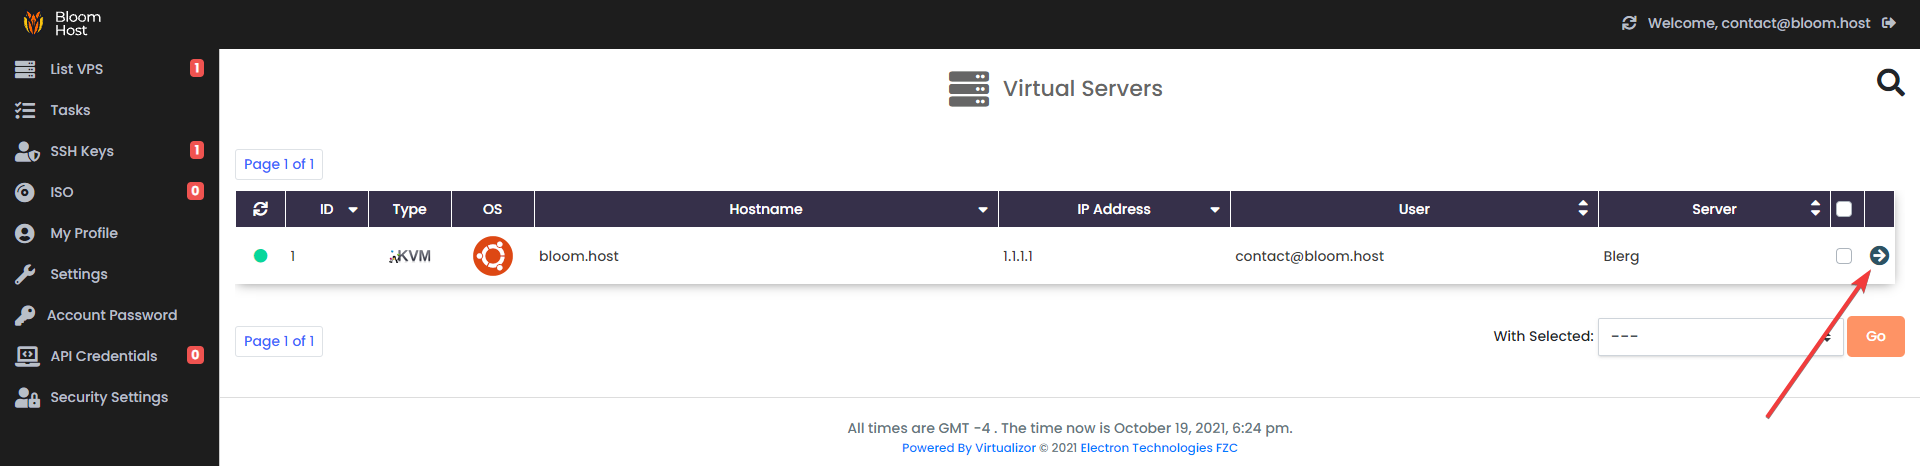 Bloom
Host
Welcome, contact@bloom.host
List VPS 1
Tasks
SSH Keys 1
ISO 0
My Profile
Settings
Account Password
API Credentials 0
Security Settings
Virtual Servers
Page 1 of 1
ID Type OS Hostname IP Address User Server
1 KVM bloom.host 1.1.1.1 contact@bloom.host Blerg
Page 1 of 1
With Selected: --- Go
All times are GMT -4 . The time now is October 19, 2021, 6:24 pm.
Powered By Virtualizor © 2021 Electron Technologies FZC